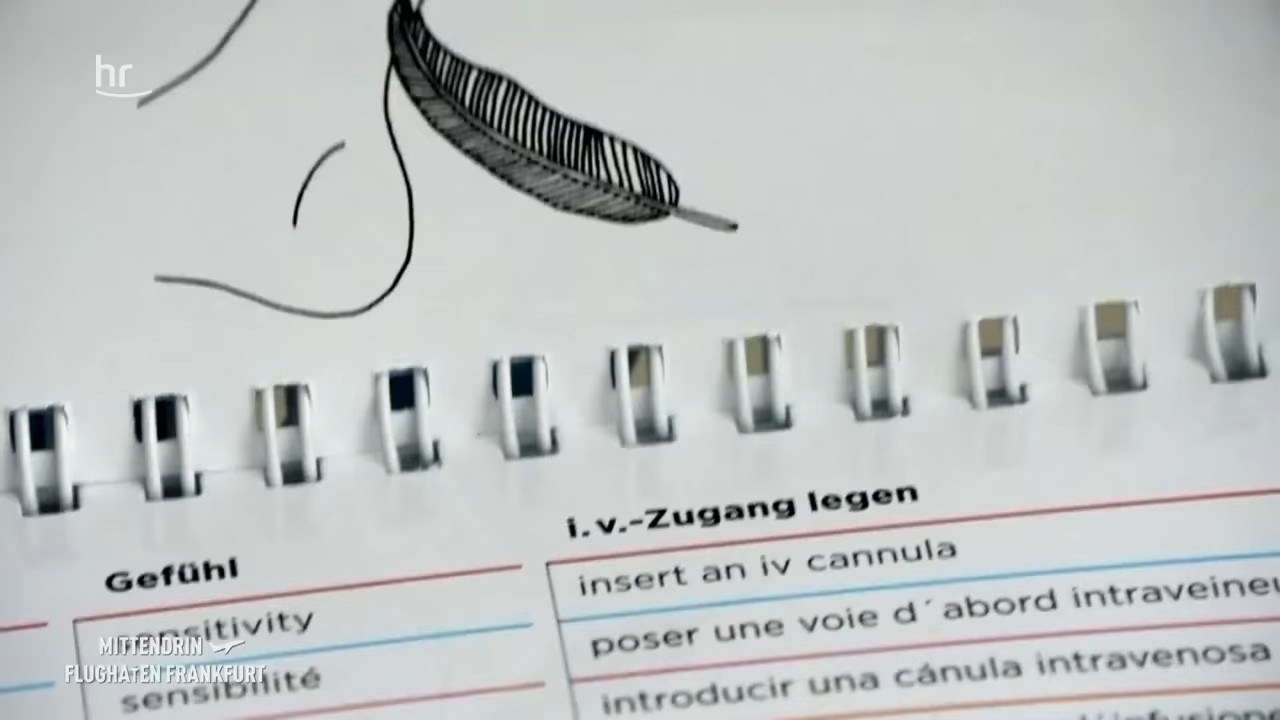 hr
Gefühl
sensitivity
sensibilité
i.v.-Zugang legen
insert an iv cannula
poser une voie d´abord
introducir una cánula intravenosa
MITTENDRIN
FLUGHAFEN FRANKFURT